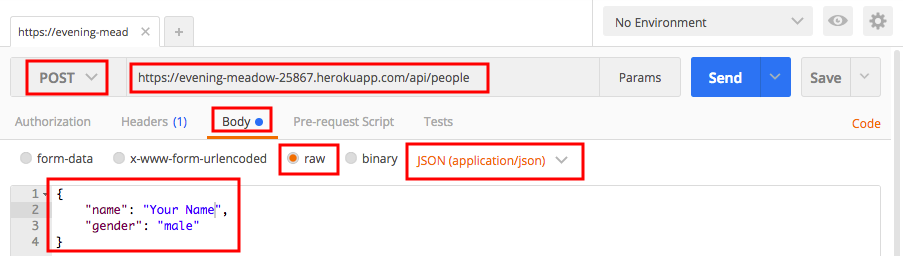 https://evening-mead × +
No Environment
POST https://evening-meadow-25867.herokuapp.com/api/people Params Send Save
Authorization Headers (1) Body Pre-request Script Tests Code
form-data x-www-form-urlencoded raw binary JSON (application/json)
1 {
2 "name": "Your Name",
3 "gender": "male"
4 }